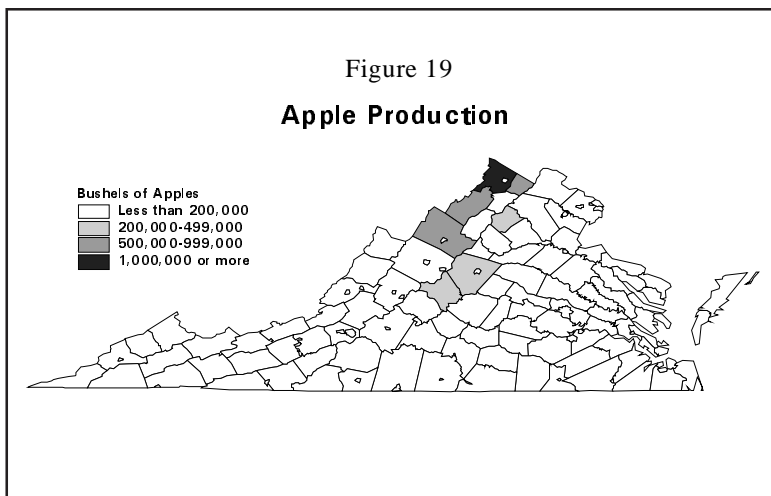 Figure 19
Apple Production
Bushels of Apples
Less than 200,000
200,000-499,000
500,000-999,000
1,000,000 or more